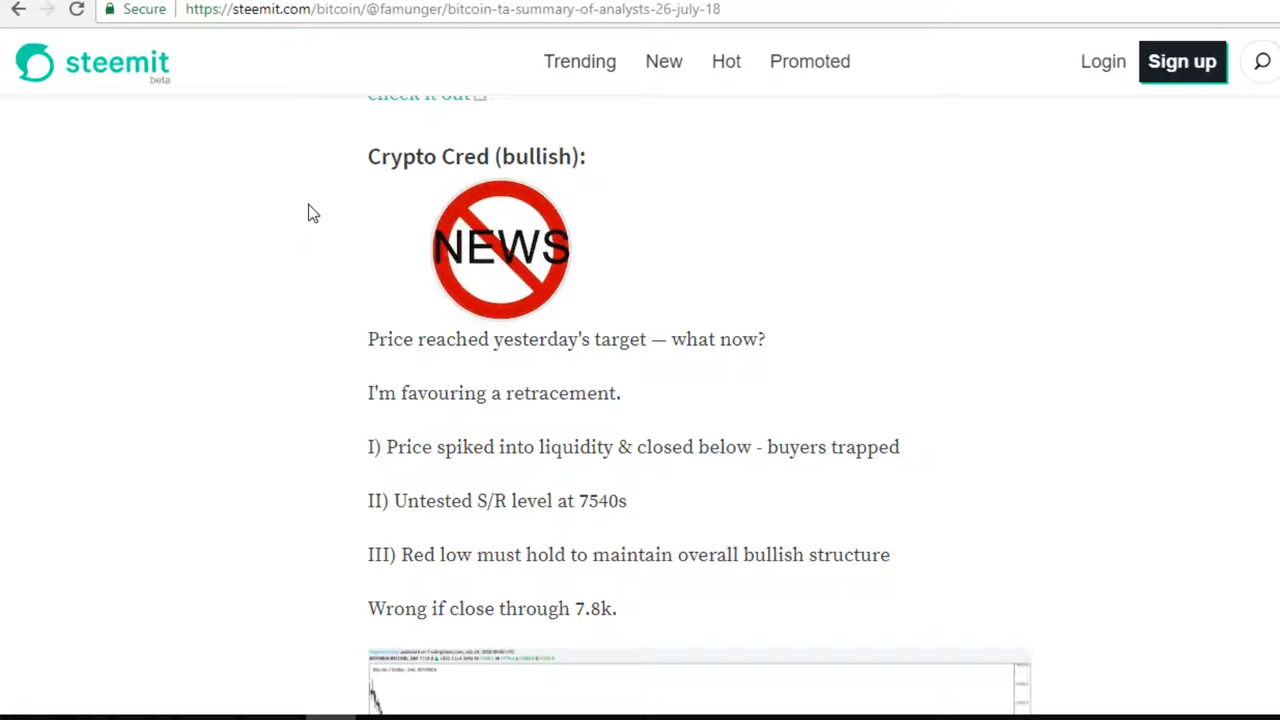 Secure https://steemit.com/bitcoin/@famunger/bitcoin-ta-summary-of-analysts-26-july-18
steemit
beta
Trending New Hot Promoted
Login Sign up
check it out
Crypto Cred (bullish):
NEWS
Price reached yesterday's target — what now?
I'm favouring a retracement.
I) Price spiked into liquidity & closed below - buyers trapped
II) Untested S/R level at 7540s
III) Red low must hold to maintain overall bullish structure
Wrong if close through 7.8k.